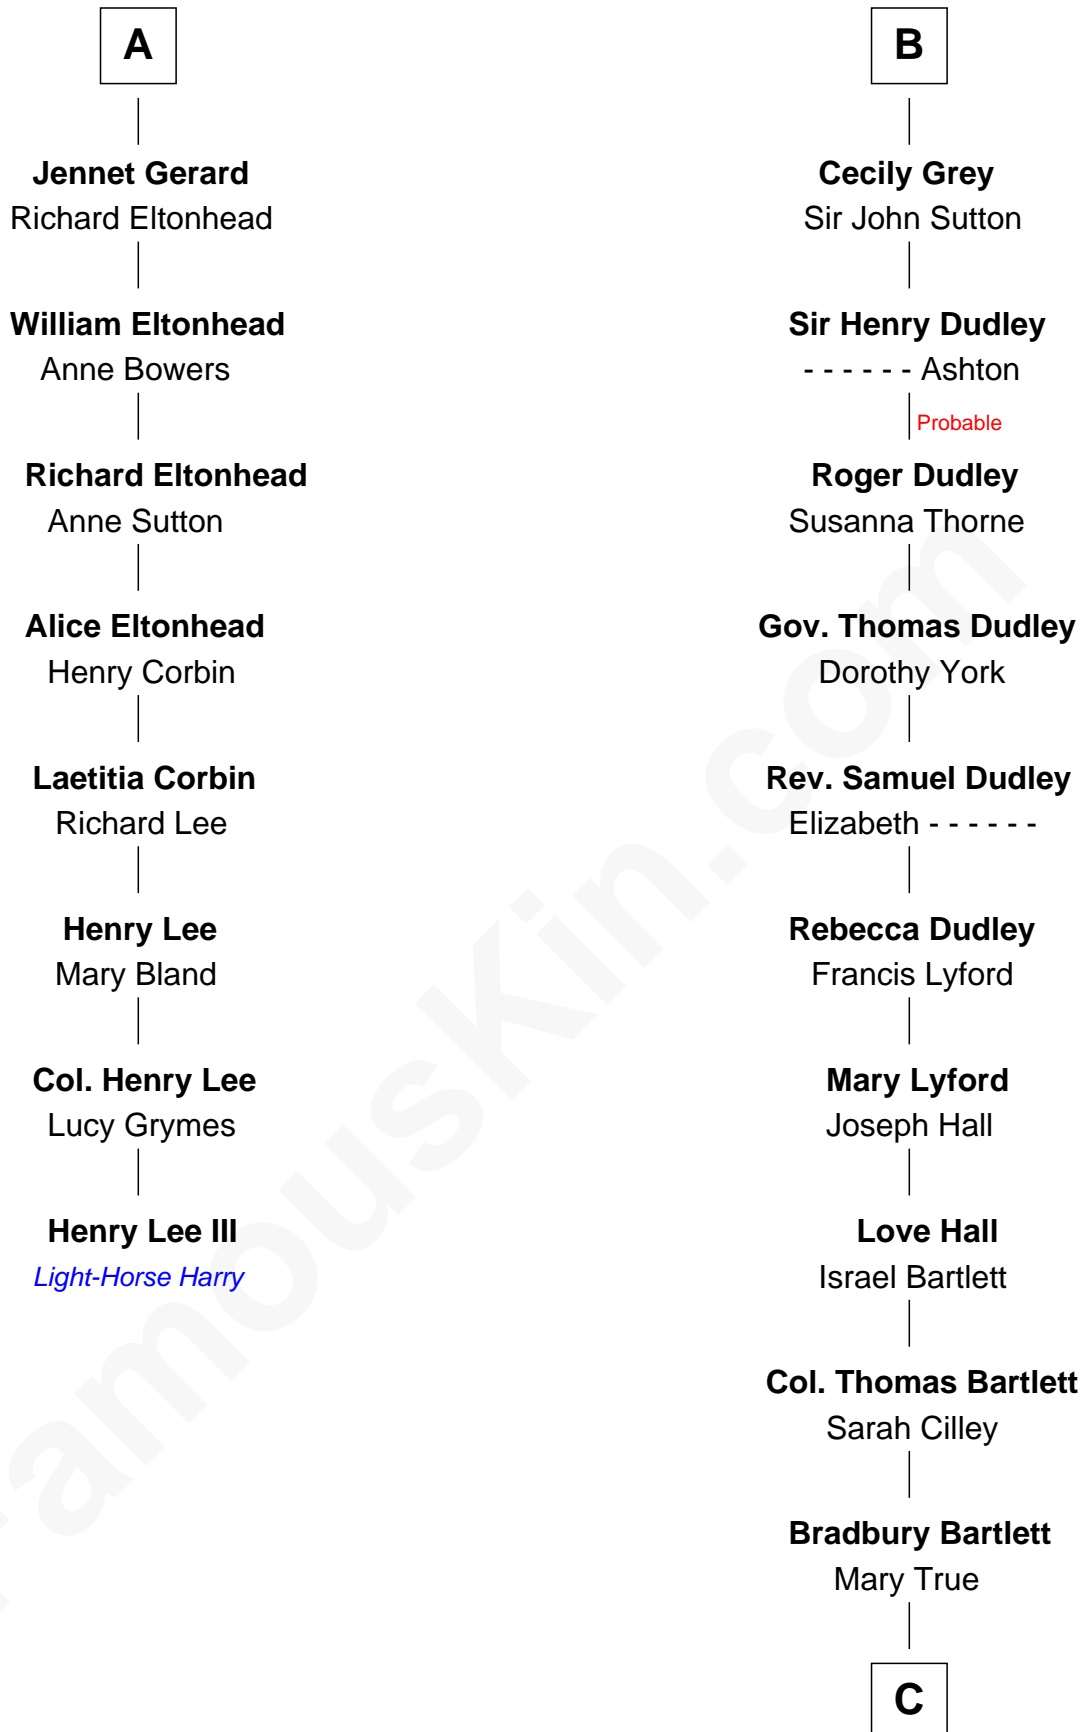 A
Jennet Gerard
Richard Eltonhead
William Eltonhead
Anne Bowers
Richard Eltonhead
Anne Sutton
Alice Eltonhead
Henry Corbin
Laetitia Corbin
Richard Lee
Henry Lee
Mary Bland
Col. Henry Lee
Lucy Grymes
Henry Lee III
Light-Horse Harry
B
Cecily Grey
Sir John Sutton
Sir Henry Dudley
- - - - - - Ashton
Probable
Roger Dudley
Susanna Thorne
Gov. Thomas Dudley
Dorothy York
Rev. Samuel Dudley
Elizabeth - - - - - -
Rebecca Dudley
Francis Lyford
Mary Lyford
Joseph Hall
Love Hall
Israel Bartlett
Col. Thomas Bartlett
Sarah Cilley
Bradbury Bartlett
Mary True
C
FamousKin.com